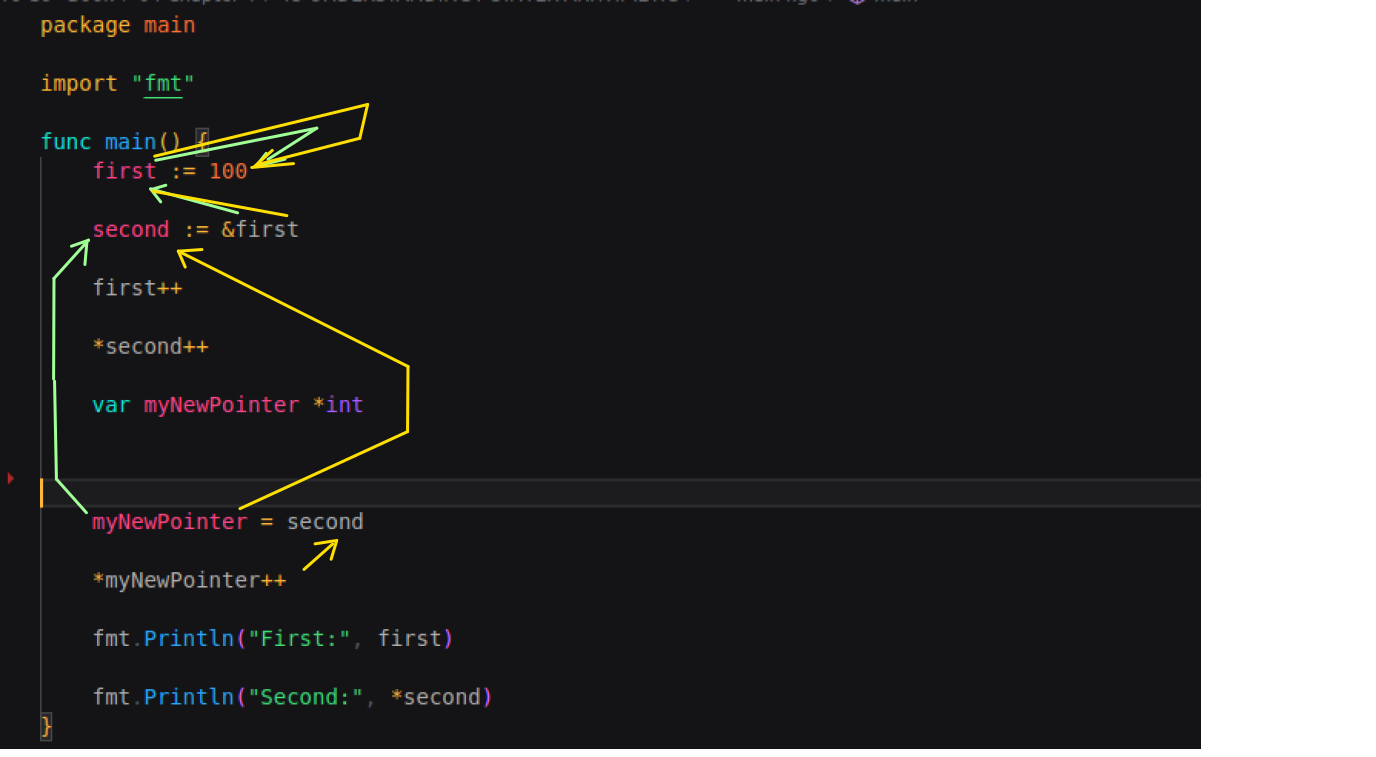 package main
import "fmt"
func main() {
first := 100
second := &first
first++
*second++
var myNewPointer *int
myNewPointer = second
*myNewPointer++
fmt.Println("First:", first)
fmt.Println("Second:", *second)
}